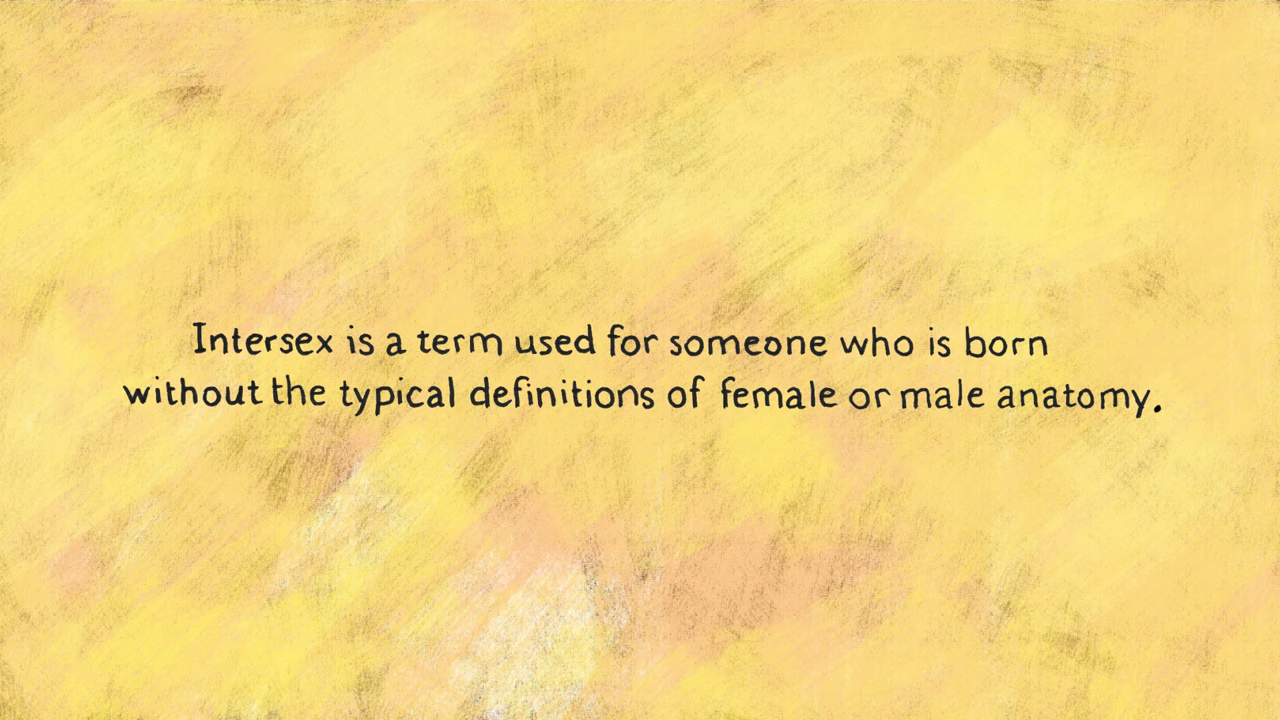 Intersex is a term used for someone who is born
without the typical definitions of female or male anatomy.